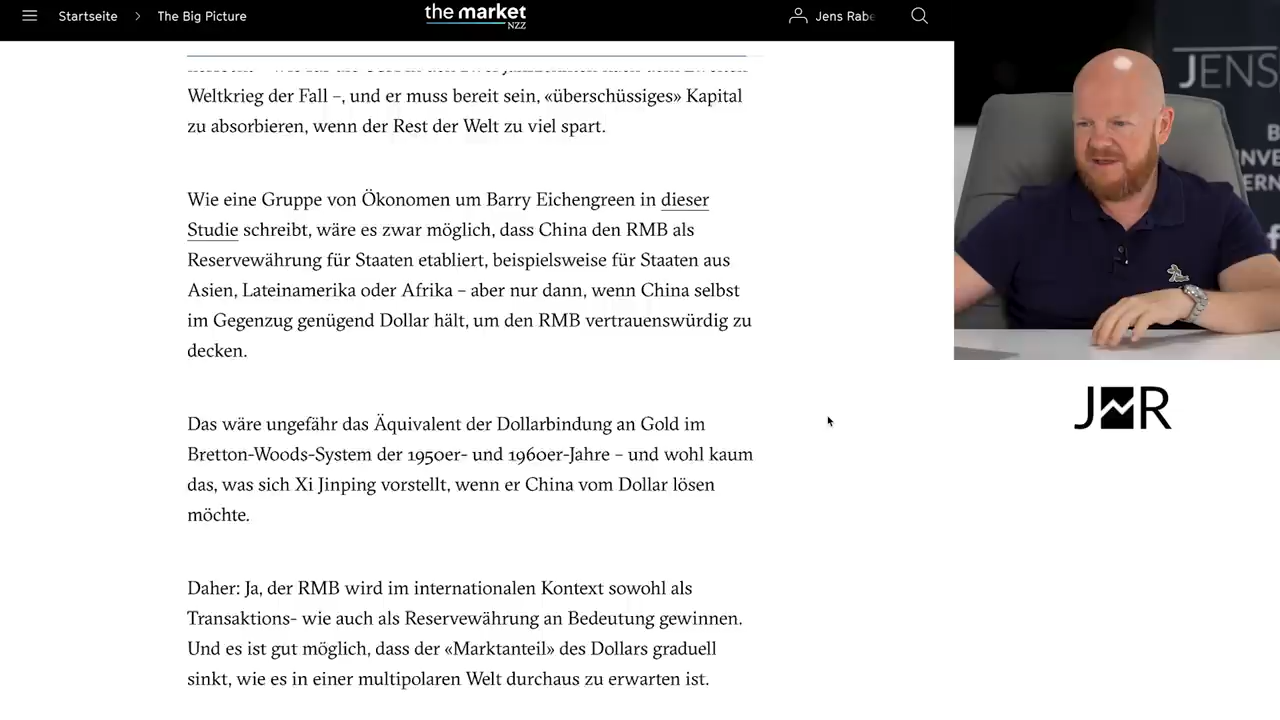 Startseite
The Big Picture
the market
NZZ
Jens Rabe
Weltkrieg der Fall –, und er muss bereit sein, «überschüssiges» Kapital
zu absorbieren, wenn der Rest der Welt zu viel spart.
Wie eine Gruppe von Ökonomen um Barry Eichengreen in dieser
Studie schreibt, wäre es zwar möglich, dass China den RMB als
Reservewährung für Staaten etabliert, beispielsweise für Staaten aus
Asien, Lateinamerika oder Afrika – aber nur dann, wenn China selbst
im Gegenzug genügend Dollar hält, um den RMB vertrauenswürdig zu
decken.
Das wäre ungefähr das Äquivalent der Dollarbindung an Gold im
Bretton-Woods-System der 1950er- und 1960er-Jahre – und wohl kaum
das, was sich Xi Jinping vorstellt, wenn er China vom Dollar lösen
möchte.
Daher: Ja, der RMB wird im internationalen Kontext sowohl als
Transaktions- wie auch als Reservewährung an Bedeutung gewinnen.
Und es ist gut möglich, dass der «Marktanteil» des Dollars graduell
sinkt, wie es in einer multipolaren Welt durchaus zu erwarten ist.
JENS
J R